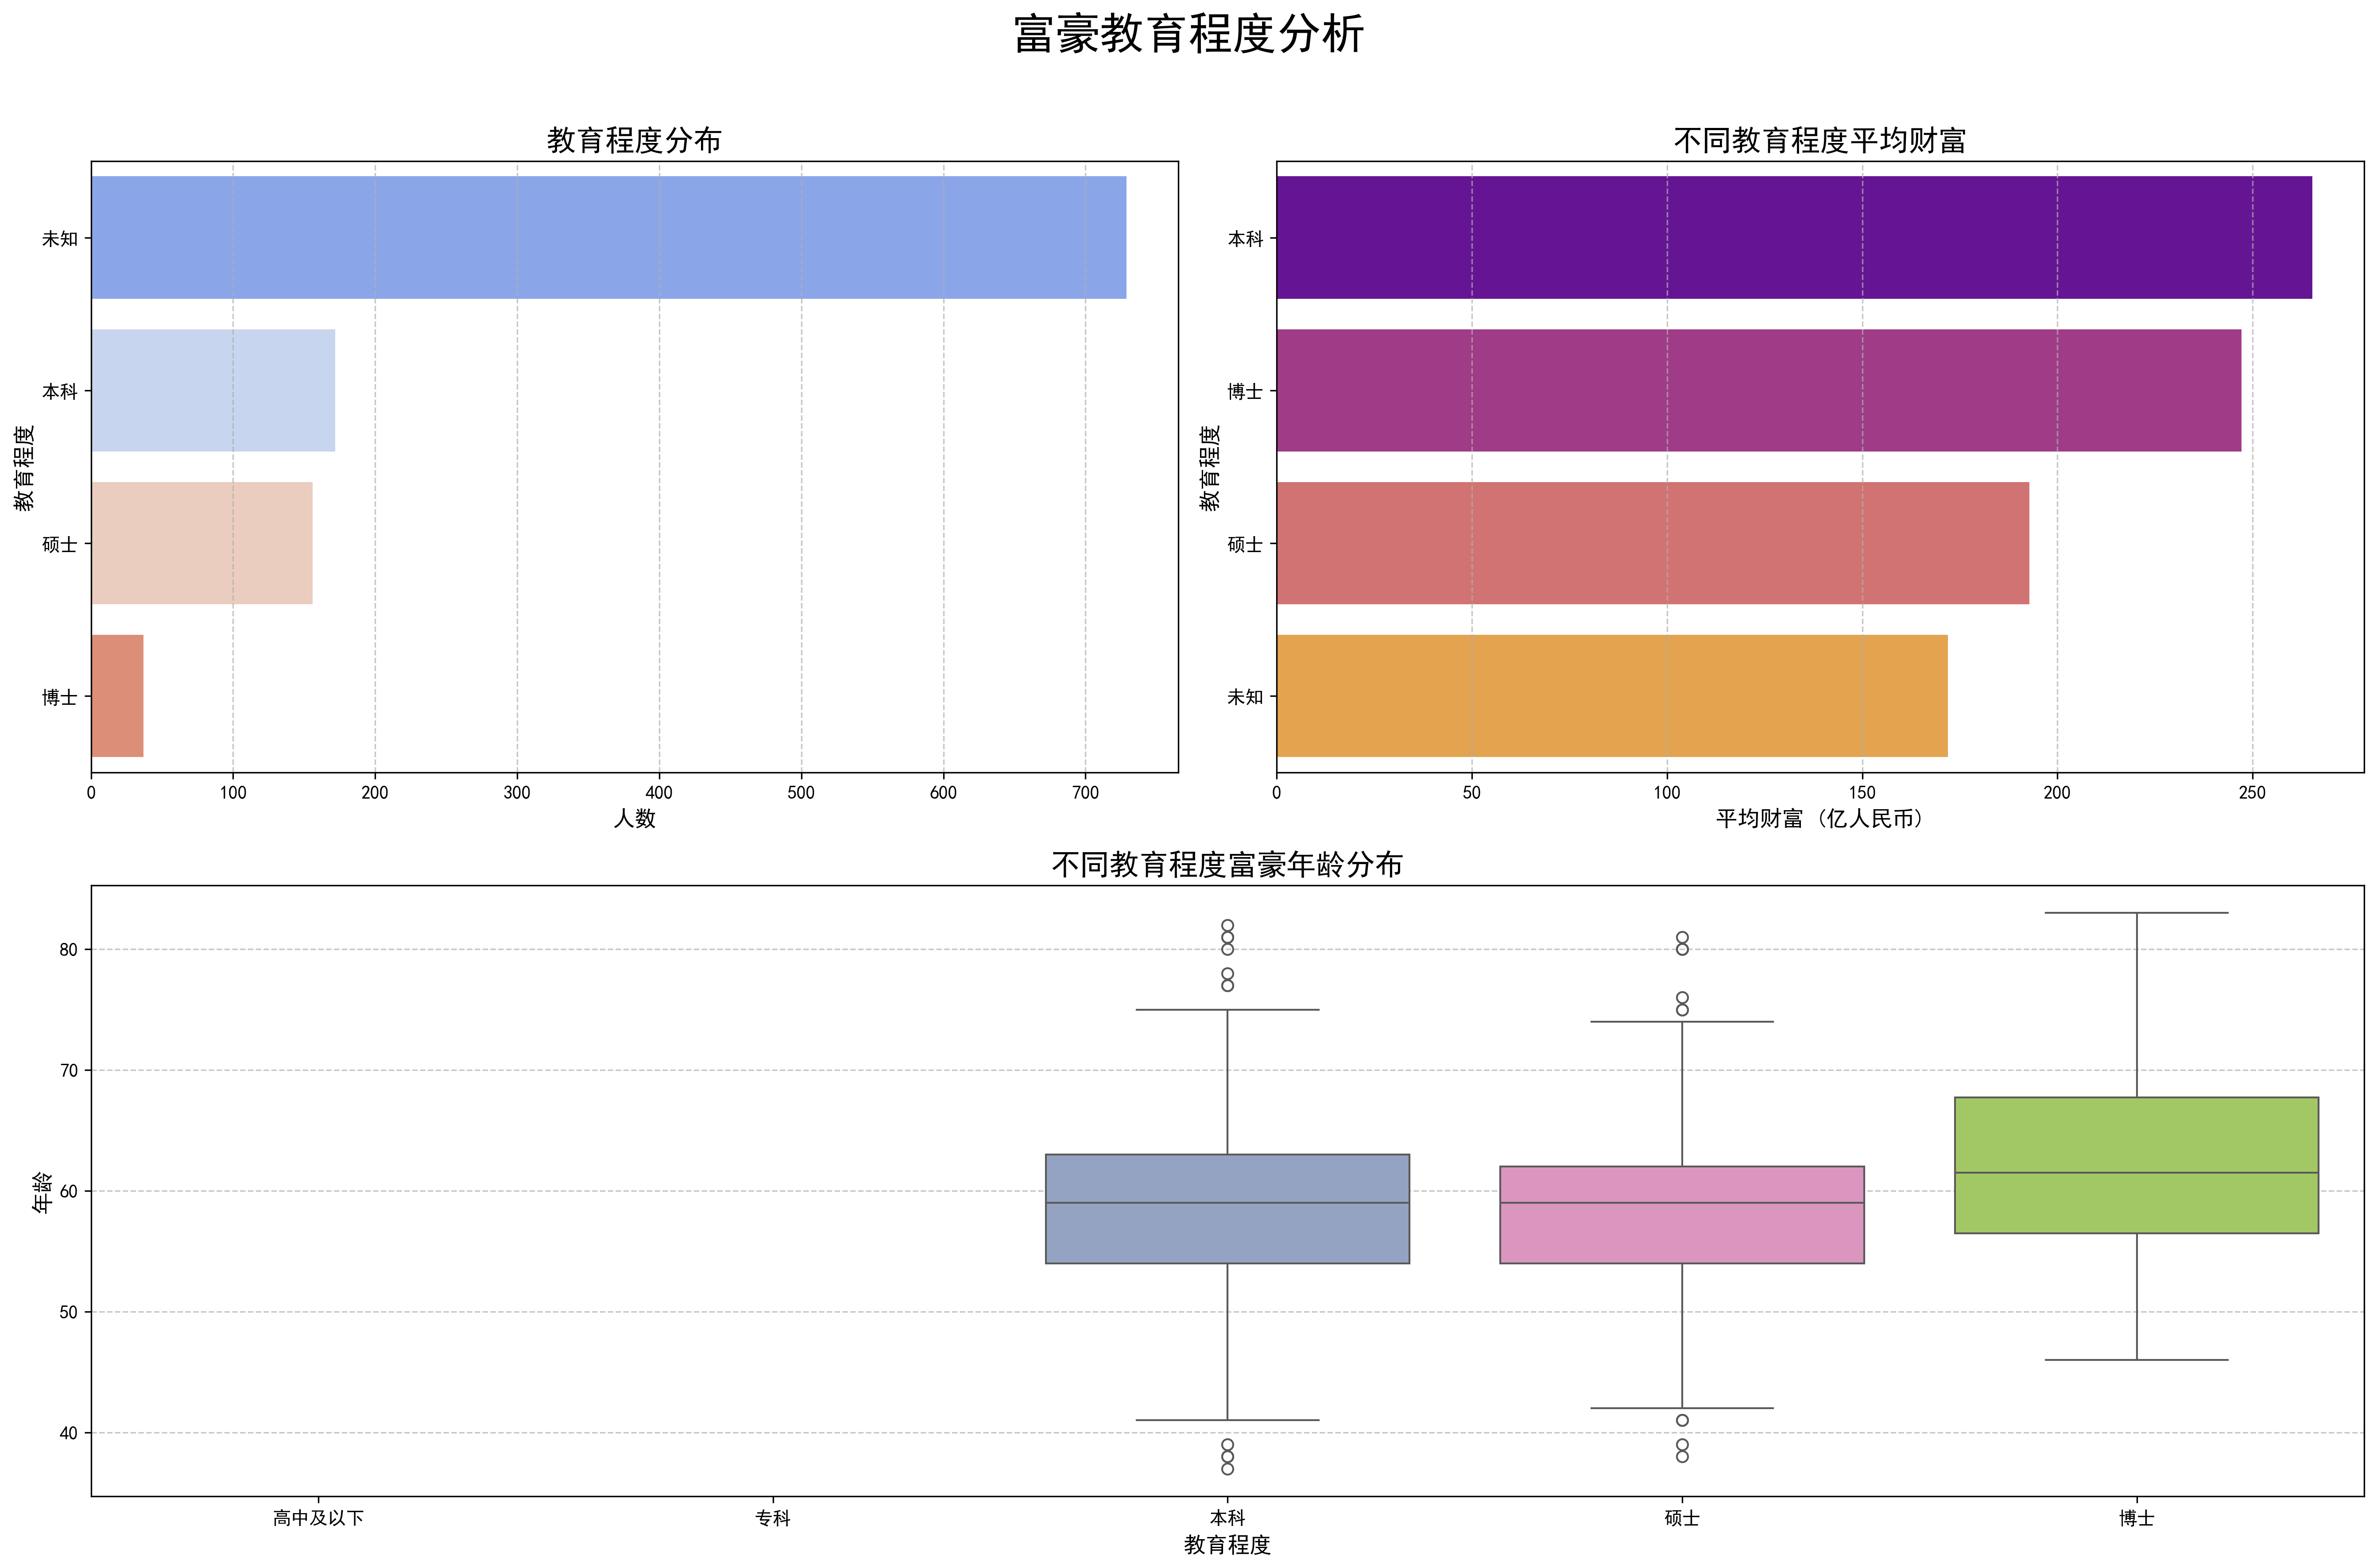 富豪教育程度分析
教育程度分布
未知
本科
硕士
博士
教育程度
0 100 200 300 400 500 600 700
人数
不同教育程度平均财富
本科
博士
硕士
未知
教育程度
0 50 100 150 200 250
平均财富（亿人民币）
不同教育程度富豪年龄分布
80
70
60
50
40
年龄
高中及以下 专科 本科 硕士 博士
教育程度